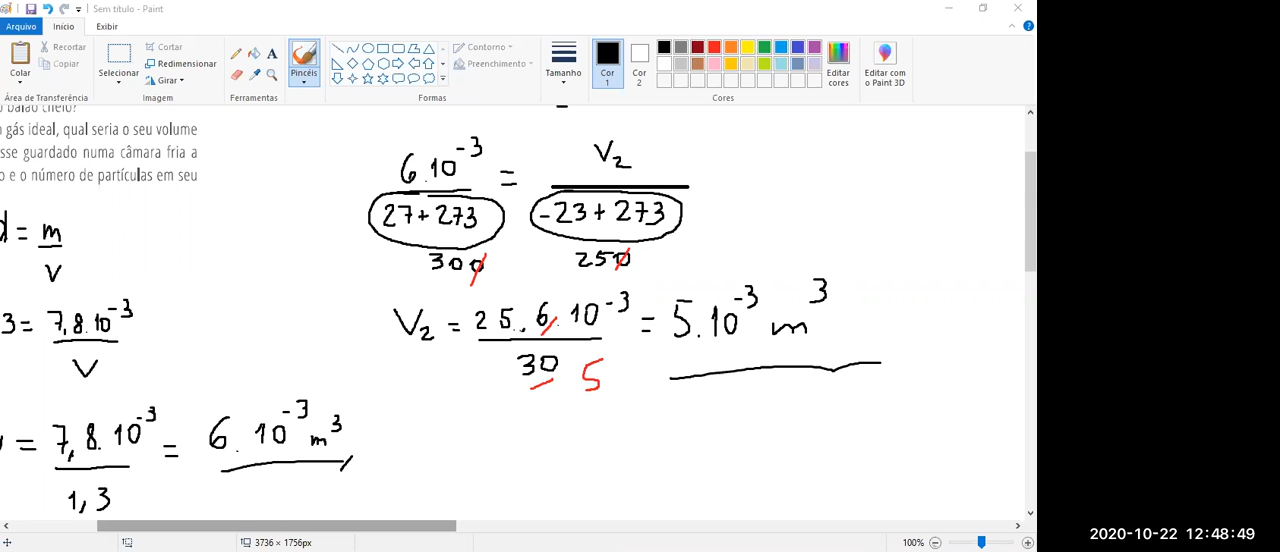 Sem título - Paint
Arquivo Início Exibir
Colar
Recortar
Copiar
Área de Transferência
Selecionar
Cortar
Redimensionar
Girar
Imagem
Ferramentas
Pincéis
Contorno
Preenchimento
Formas
Tamanho
Cor 1
Cor 2
Editar cores
Cores
Editar com o Paint 3D
o balão cheio?
gás ideal, qual seria o seu volume
sse guardado numa câmara fria a
o e o número de partículas em seu
d = m / V
3 = 7,8.10⁻³ / V
= 7,8.10⁻³ / 1,3 = 6.10⁻³ m³
6.10⁻³ / 27 + 273 = V₂ / -23 + 273
300 250
V₂ = 25.6.10⁻³ / 30 = 5.10⁻³ m³
5
3736 × 1756px
100%
2020-10-22 12:48:49